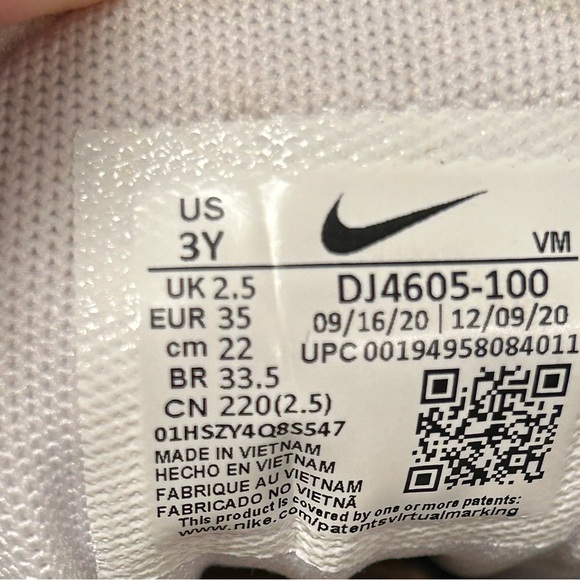 US
3Y
VM
UK 2.5
DJ4605-100
EUR 35
09/16/20 | 12/09/20
cm 22
UPC 00194958084011
BR 33.5
CN 220(2.5)
01HSZY4Q8S547
MADE IN VIETNAM
HECHO EN VIETNAM
FABRIQUE AU VIETNAM
FABRICADO NO VIETNÃ
This product is covered by one or more patents:
www.nike.com/patentsvirtualmarking